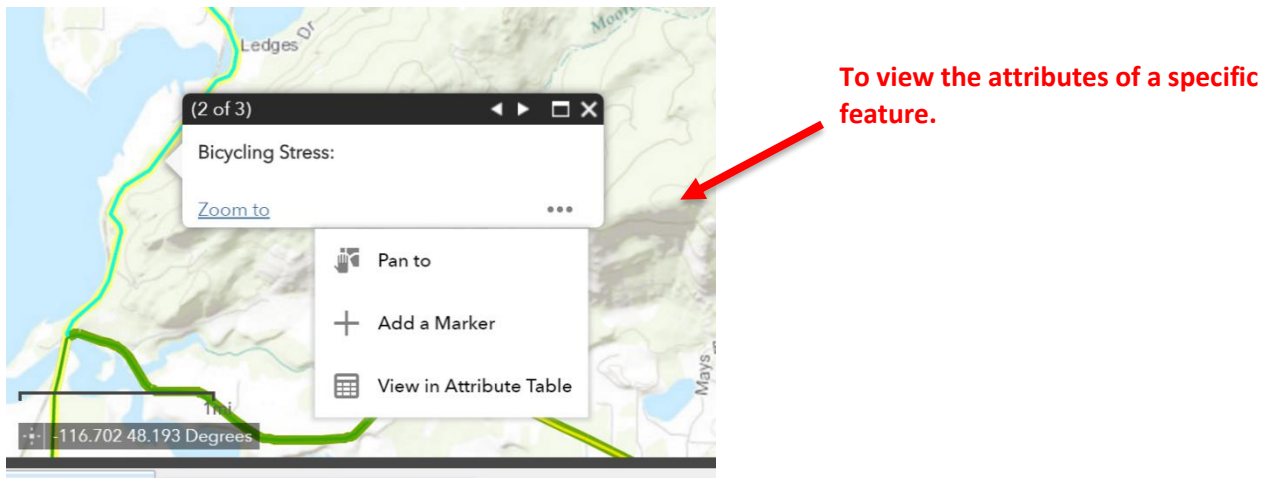 Ledges Dr
Moore
To view the attributes of a specific
feature.
(2 of 3)
Bicycling Stress:
Zoom to
Pan to
Add a Marker
View in Attribute Table
Mays
1mi
-116.702 48.193 Degrees